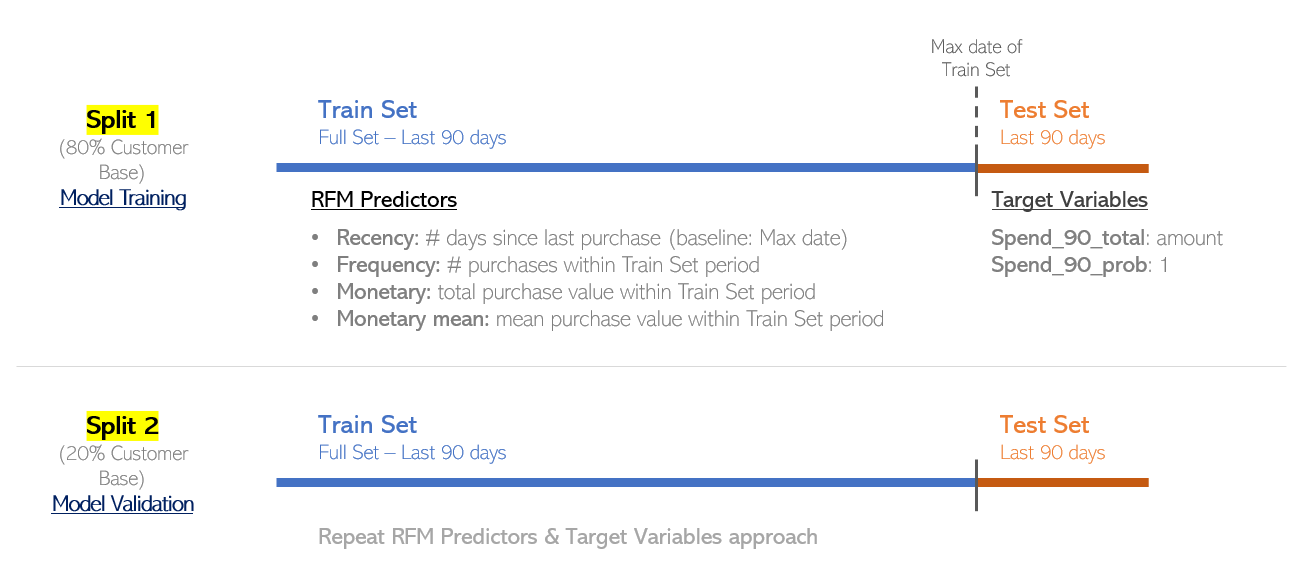 Max date of
Train Set
Split 1
(80% Customer
Base)
Model Training
Train Set
Full Set – Last 90 days
Test Set
Last 90 days
RFM Predictors
• Recency: # days since last purchase (baseline: Max date)
• Frequency: # purchases within Train Set period
• Monetary: total purchase value within Train Set period
• Monetary mean: mean purchase value within Train Set period
Target Variables
Spend_90_total: amount
Spend_90_prob: 1
Split 2
(20% Customer
Base)
Model Validation
Train Set
Full Set – Last 90 days
Test Set
Last 90 days
Repeat RFM Predictors & Target Variables approach